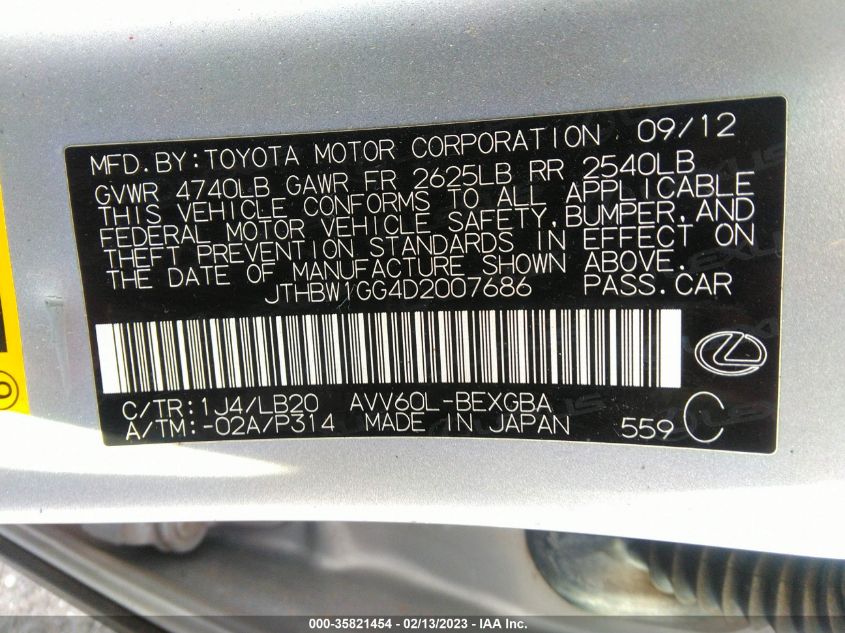 MFD.BY:TOYOTA MOTOR CORPORATION 09/12
GVWR 4740LB GAWR FR 2625LB RR 2540LB
THIS VEHICLE CONFORMS TO ALL APPLICABLE
FEDERAL MOTOR VEHICLE SAFETY,BUMPER,AND
THEFT PREVENTION STANDARDS IN EFFECT ON
THE DATE OF MANUFACTURE SHOWN ABOVE.
JTHBW1GG4D2007686 PASS.CAR
C/TR:1J4/LB20 AVV60L-BEXGBA
A/TM:-02A/P314 MADE IN JAPAN 559 C
000-35821454 - 02/13/2023 - IAA Inc.